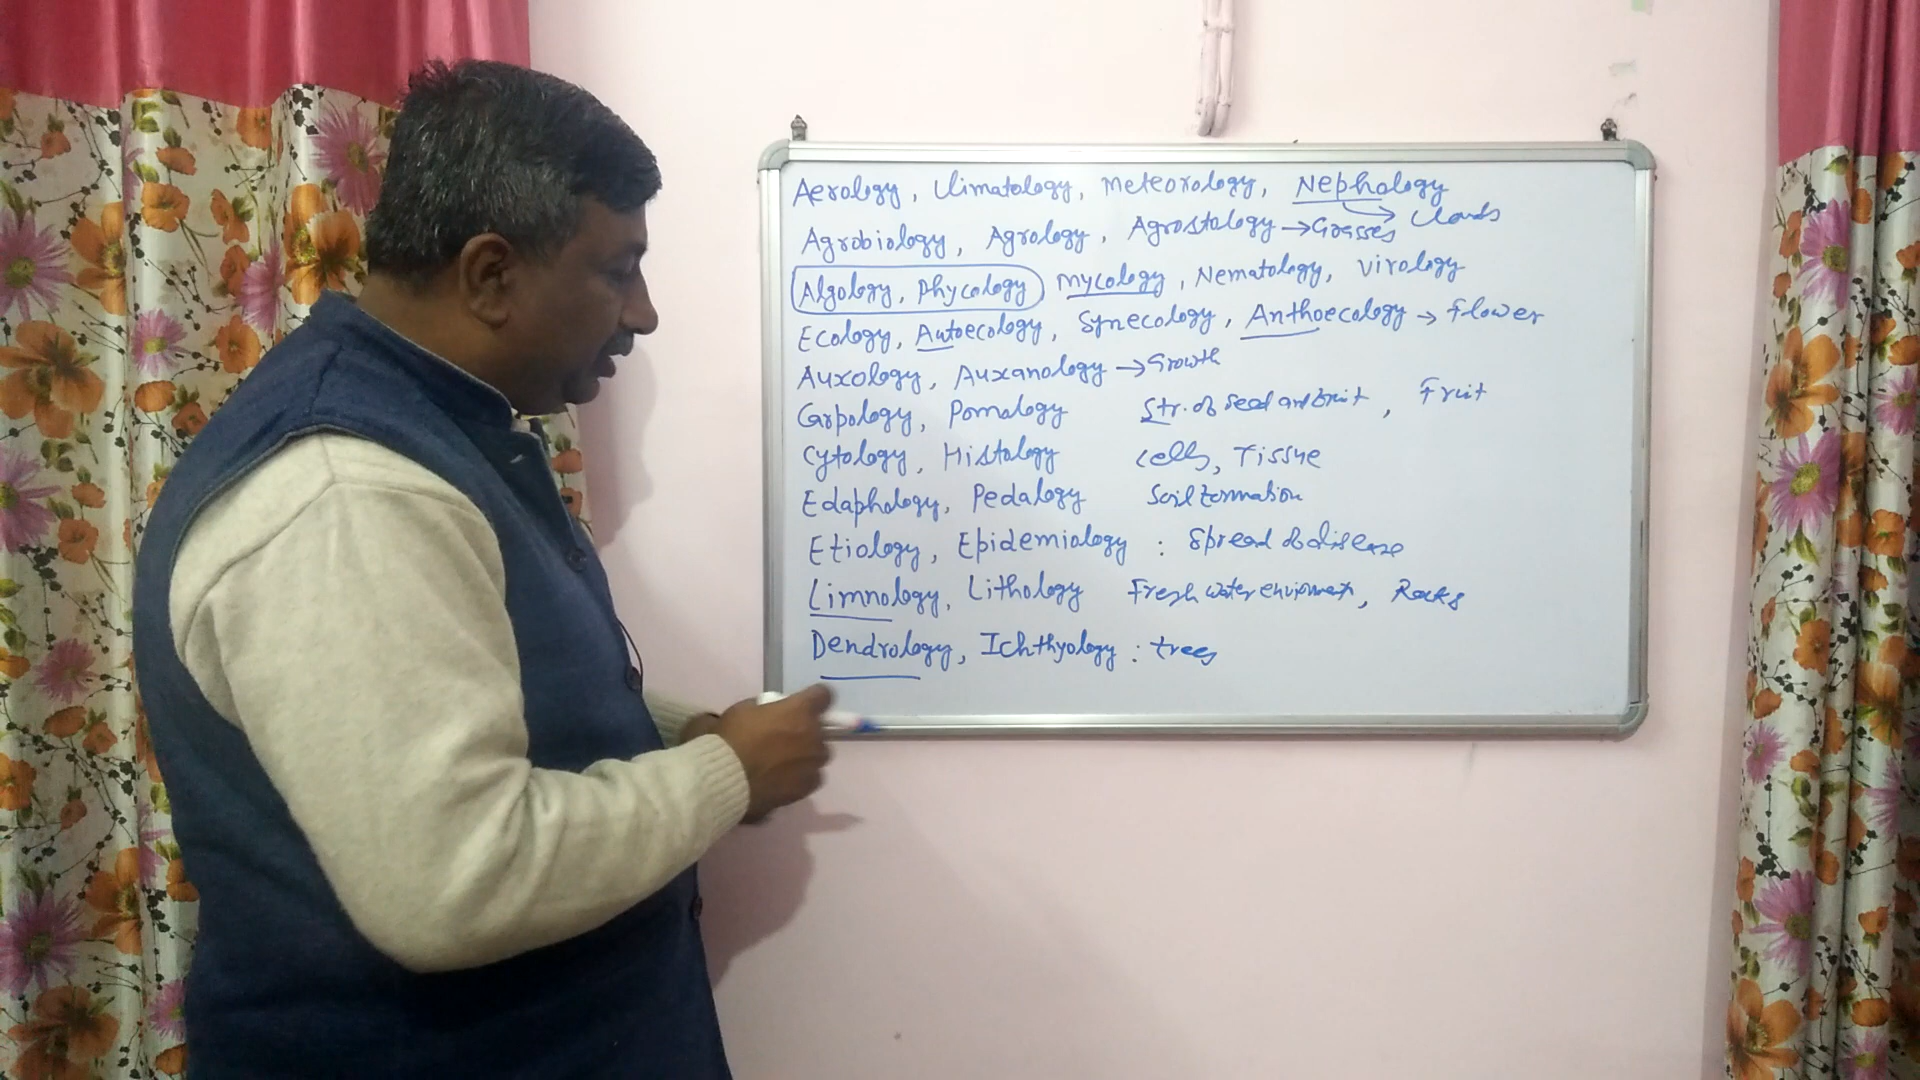 Aerology, Climatology, Meteorology, Nephology
Clouds
Agrobiology, Agrology, Agrostology → Grasses
Algology, Phycology Mycology, Nematology, Virology
Ecology, Autoecology, Synecology, Anthoecology → Flower
Auxology, Auxanology → Growth
Carpology, Pomology Str. of seed and fruit, Fruit
Cytology, Histology cells, Tissue
Edaphology, Pedalogy Soil formation
Etiology, Epidemiology : Spread of disease
Limnology, Lithology Fresh water Rocks
Dendrology, Ichthyology : trees